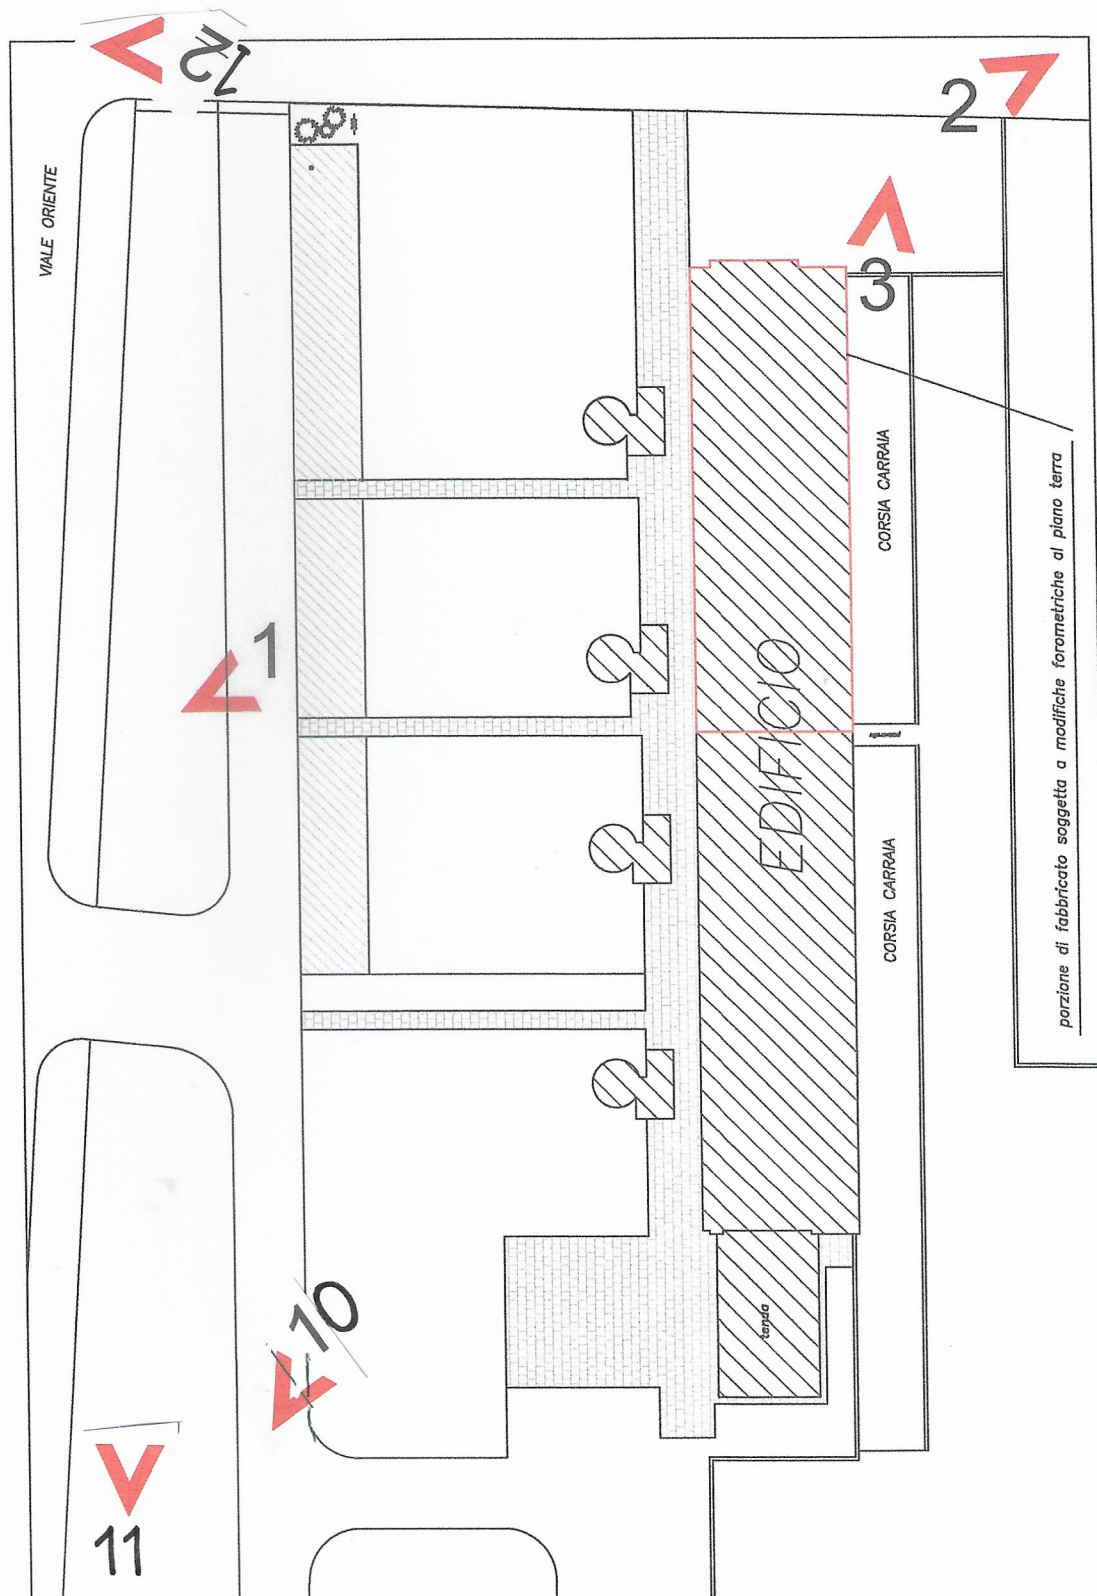 12
2
VIALE ORIENTE
3
CORSIA CARRAIA
1
EDIFICIO
porzione di fabbricato soggetta a modifiche forometriche al piano terra
CORSIA CARRAIA
10
tenda
11